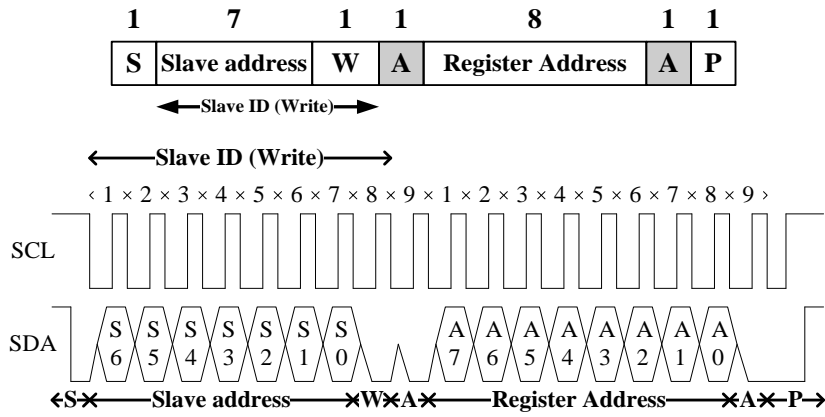 1 7 1 1 8 1 1
S Slave address W A Register Address A P
Slave ID (Write)
Slave ID (Write)
‹ 1 × 2 × 3 × 4 × 5 × 6 × 7 × 8 × 9 × 1 × 2 × 3 × 4 × 5 × 6 × 7 × 8 × 9 ›
SCL
SDA
S S S S S S S A A A A A A A A
6 5 4 3 2 1 0 7 6 5 4 3 2 1 0
S Slave address W A Register Address A P